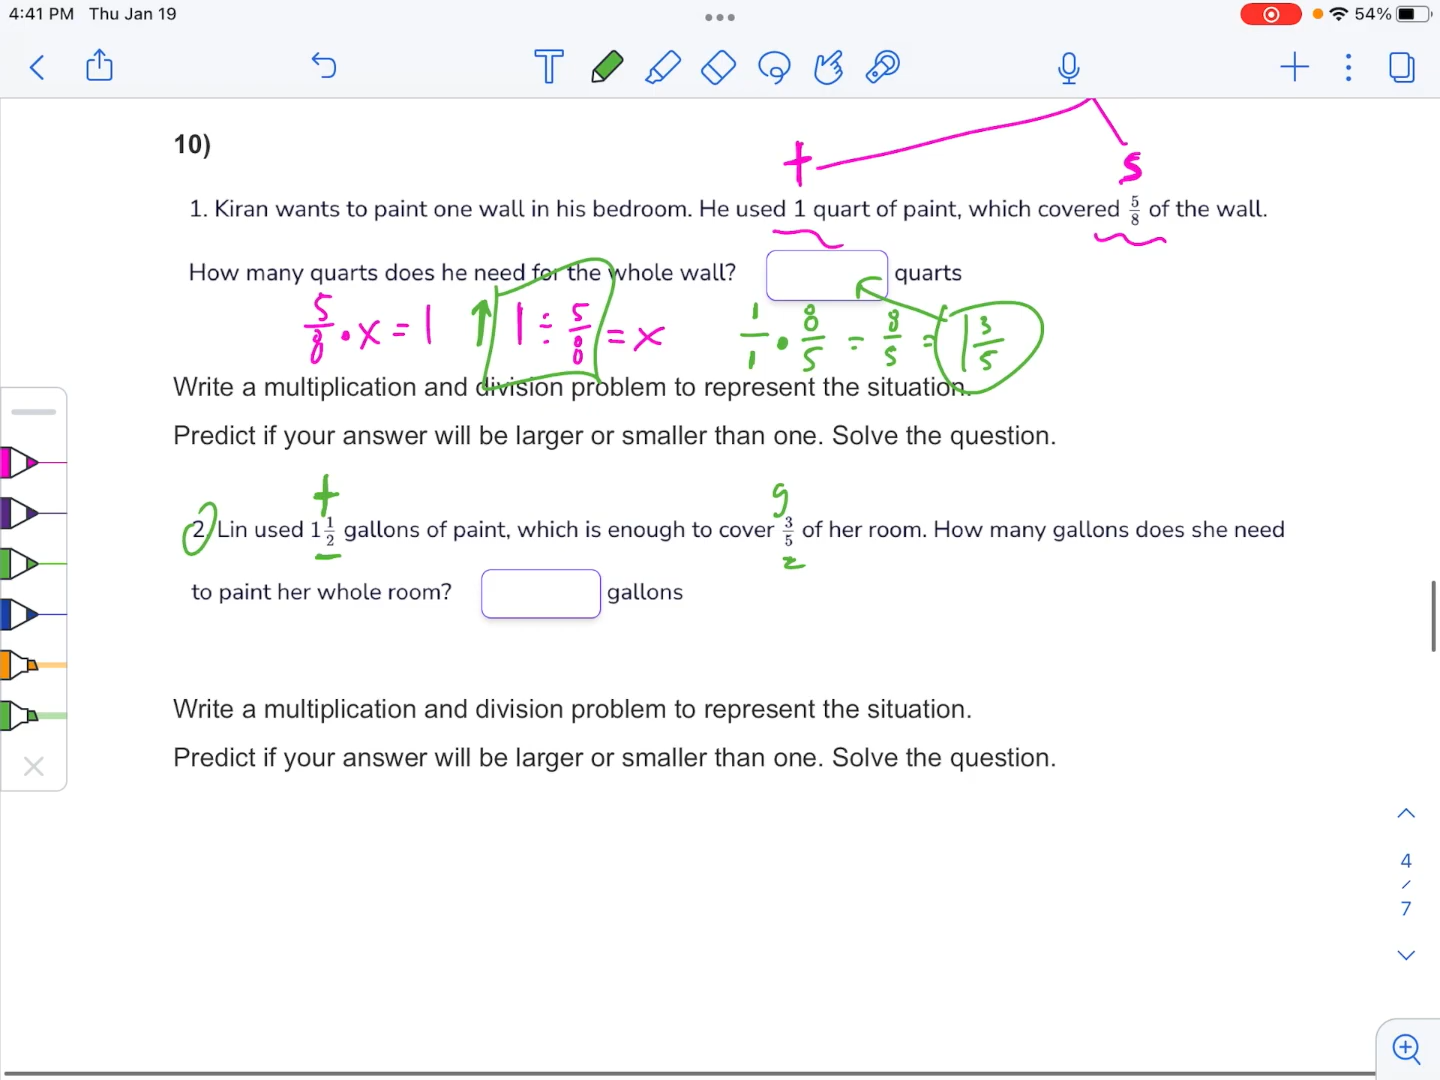 4:41 PM Thu Jan 19
54%
10)
t
s
1. Kiran wants to paint one wall in his bedroom. He used 1 quart of paint, which covered 5/8 of the wall.
How many quarts does he need for the whole wall? quarts
5/8 · x = 1 ↑ 1 ÷ 5/8 = x 1/1 · 8/5 = 8/5 = 1 3/5
Write a multiplication and division problem to represent the situation.
Predict if your answer will be larger or smaller than one. Solve the question.
t
g
2. Lin used 1 1/2 gallons of paint, which is enough to cover 3/5 of her room. How many gallons does she need
to paint her whole room? gallons
Write a multiplication and division problem to represent the situation.
Predict if your answer will be larger or smaller than one. Solve the question.
4
/
7